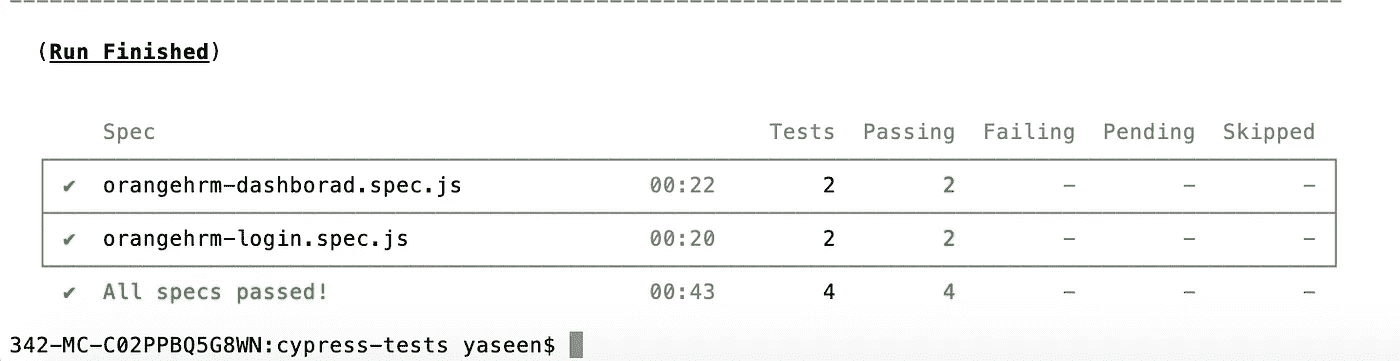 (Run Finished)
Spec Tests Passing Failing Pending Skipped
✔ orangehrm-dashborad.spec.js 00:22 2 2 – – –
✔ orangehrm-login.spec.js 00:20 2 2 – – –
✔ All specs passed! 00:43 4 4 – – –
342-MC-C02PPBQ5G8WN:cypress-tests yaseen$